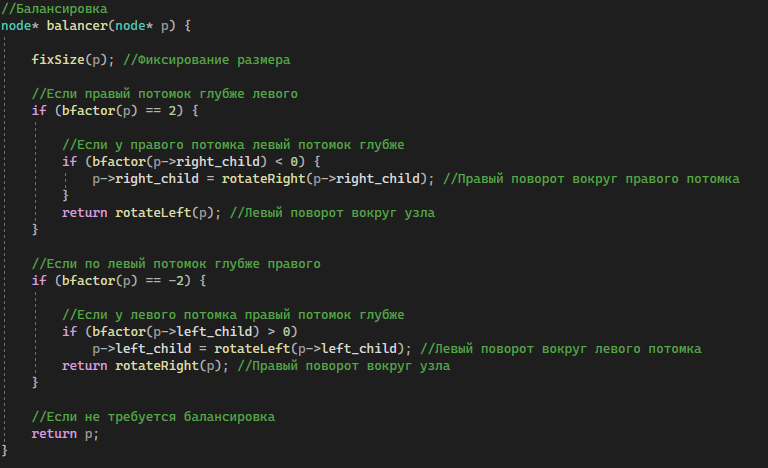 //Балансировка
node* balancer(node* p) {
fixSize(p); //Фиксирование размера
//Если правый потомок глубже левого
if (bfactor(p) == 2) {
//Если у правого потомка левый потомок глубже
if (bfactor(p->right_child) < 0) {
p->right_child = rotateRight(p->right_child); //Правый поворот вокруг правого потомка
}
return rotateLeft(p); //Левый поворот вокруг узла
}
//Если по левый потомок глубже правого
if (bfactor(p) == -2) {
//Если у левого потомка правый потомок глубже
if (bfactor(p->left_child) > 0)
p->left_child = rotateLeft(p->left_child); //Левый поворот вокруг левого потомка
return rotateRight(p); //Правый поворот вокруг узла
}
//Если не требуется балансировка
return p;
}